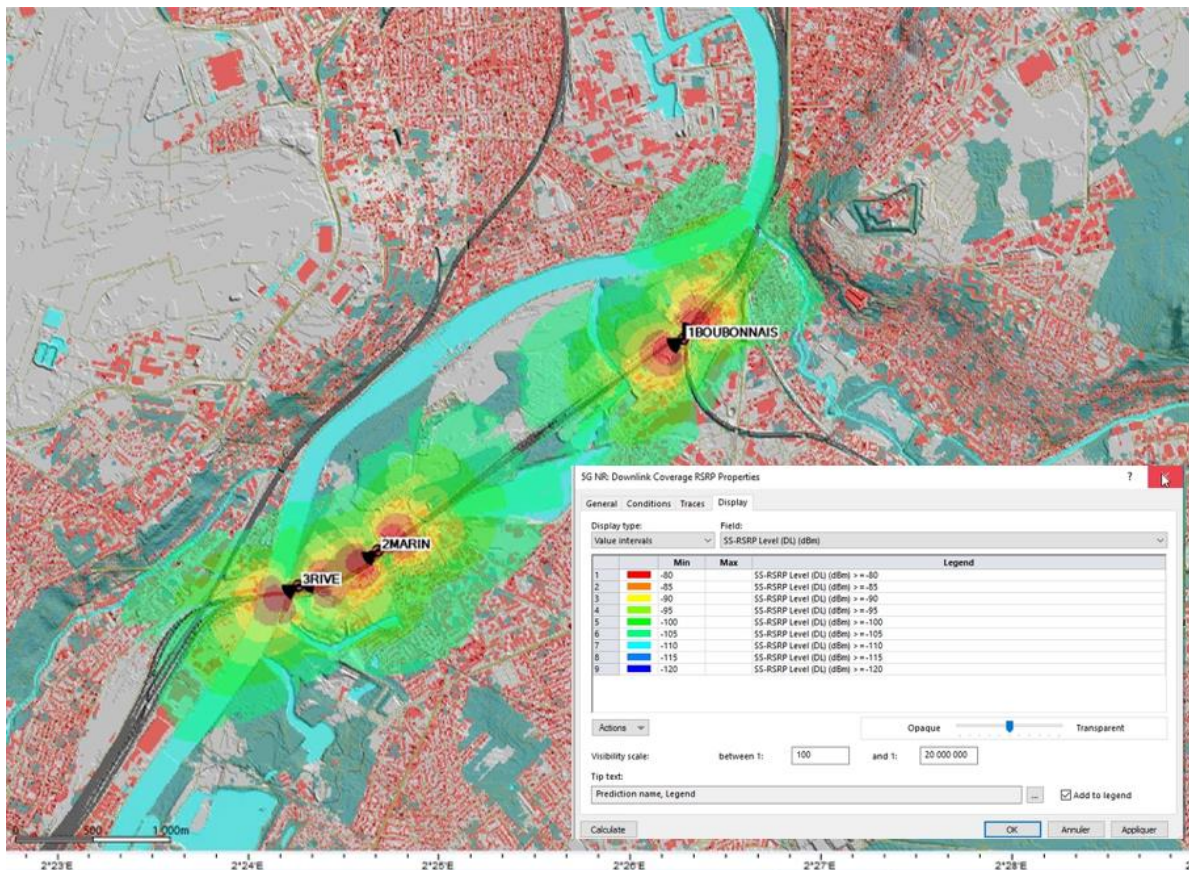 1BOUBONNAIS
2MARIN
3RIVE
5G NR: Downlink Coverage RSRP Properties ?
General Conditions Traces Display
Display type: Field:
Value intervals SS-RSRP Level (DL) (dBm)
Min Max Legend
1 -80 SS-RSRP Level (DL) (dBm) >=-80
2 -85 SS-RSRP Level (DL) (dBm) >=-85
3 -90 SS-RSRP Level (DL) (dBm) >=-90
4 -95 SS-RSRP Level (DL) (dBm) >=-95
5 -100 SS-RSRP Level (DL) (dBm) >=-100
6 -105 SS-RSRP Level (DL) (dBm) >=-105
7 -110 SS-RSRP Level (DL) (dBm) >=-110
8 -115 SS-RSRP Level (DL) (dBm) >=-115
9 -120 SS-RSRP Level (DL) (dBm) >=-120
Actions Opaque Transparent
Visibility scale: between 1: 100 and 1: 20 000 000
Tip text:
Prediction name, Legend ... Add to legend
Calculate OK Annuler Appliquer
0 500 1 000m
2°23'E 2°24'E 2°25'E 2°26'E 2°27'E 2°28'E 2